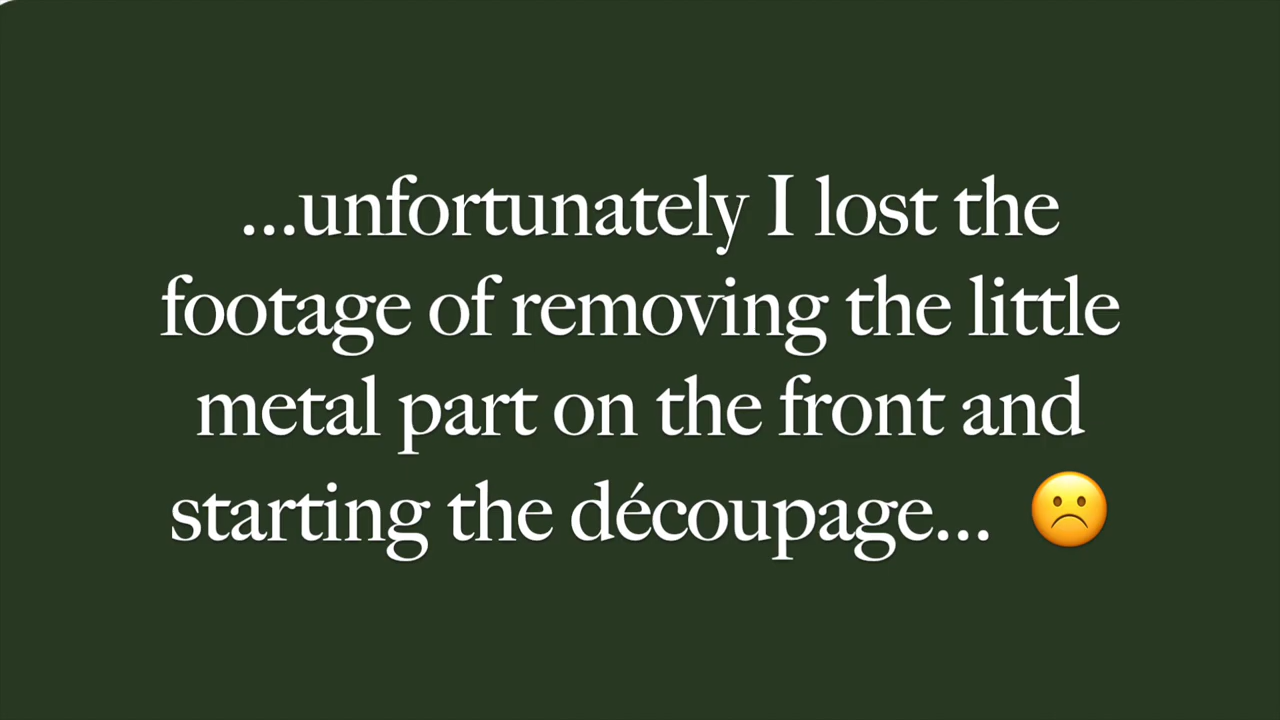 ...unfortunately I lost the
footage of removing the little
metal part on the front and
starting the découpage... ☹️